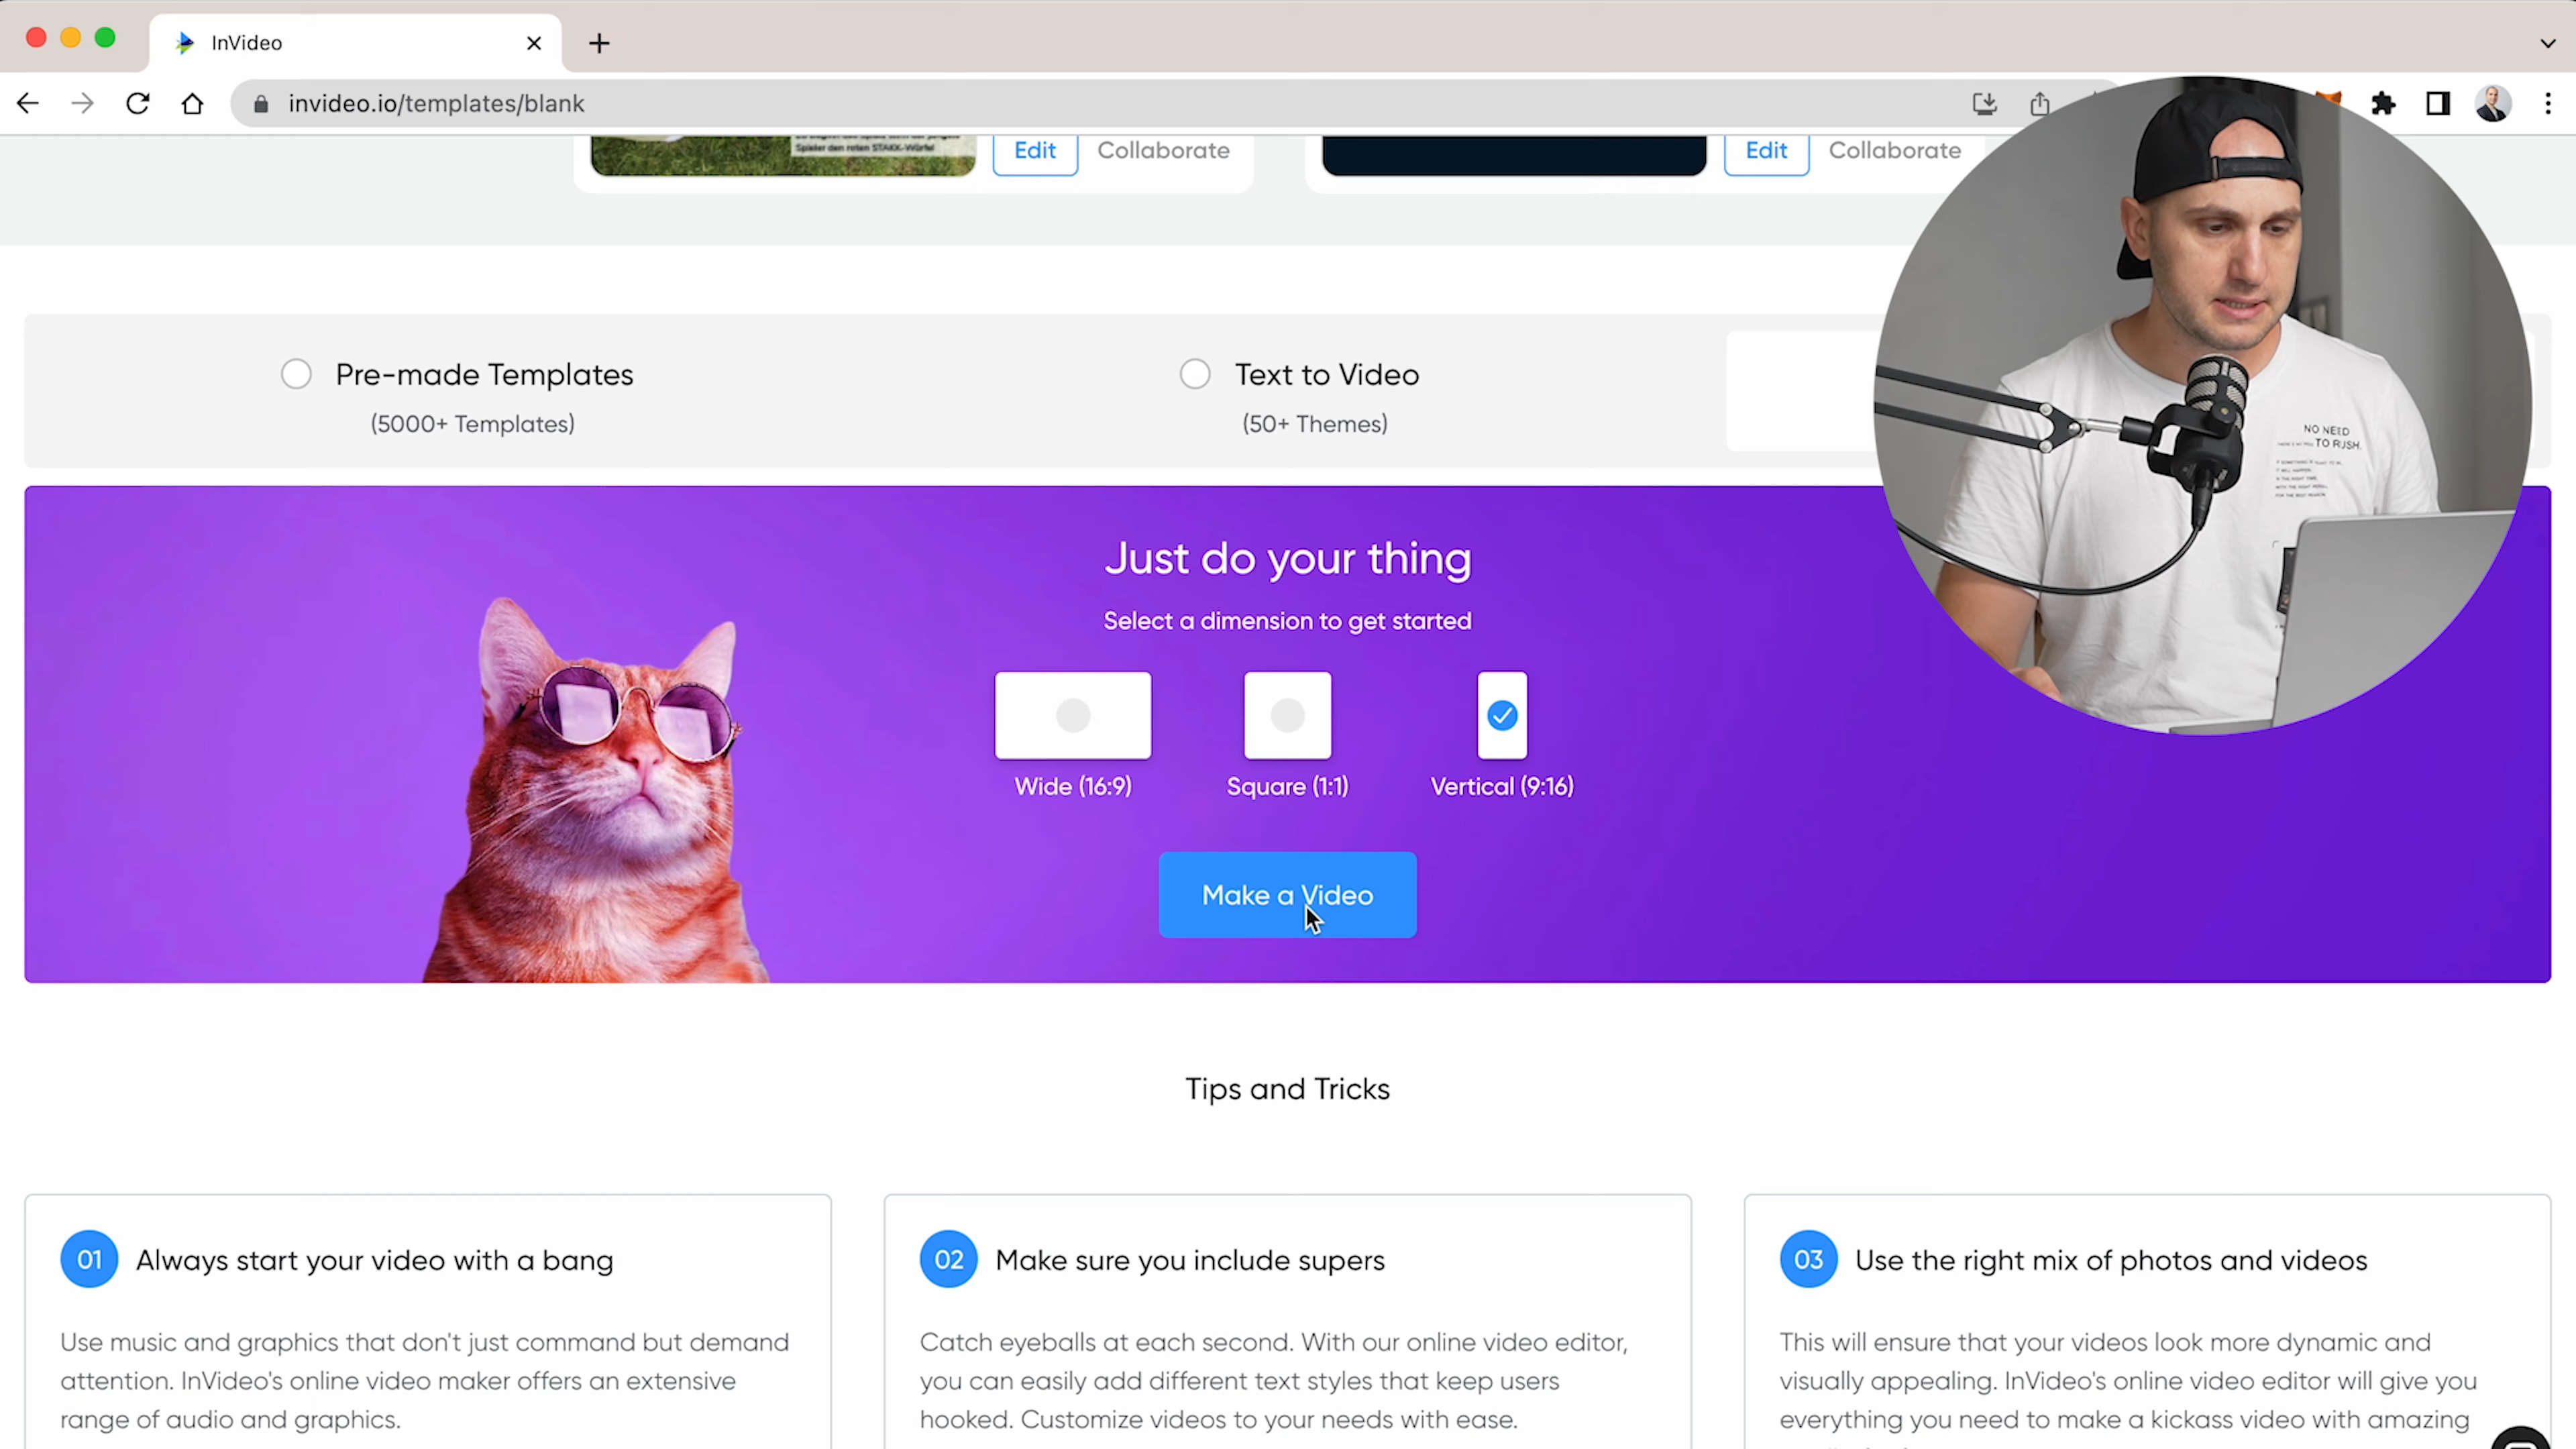 InVideo
invideo.io/templates/blank
Spieler den roten STAKK-Würfel
Edit
Collaborate
Edit
Collaborate
Pre-made Templates
(5000+ Templates)
Text to Video
(50+ Themes)
NO NEED
TO RUSH.
Just do your thing
Select a dimension to get started
Wide (16:9)
Square (1:1)
Vertical (9:16)
Make a Video
Tips and Tricks
01
Always start your video with a bang
Use music and graphics that don't just command but demand
attention. InVideo's online video maker offers an extensive
range of audio and graphics.
02
Make sure you include supers
Catch eyeballs at each second. With our online video editor,
you can easily add different text styles that keep users
hooked. Customize videos to your needs with ease.
03
Use the right mix of photos and videos
This will ensure that your videos look more dynamic and
visually appealing. InVideo's online video editor will give you
everything you need to make a kickass video with amazing